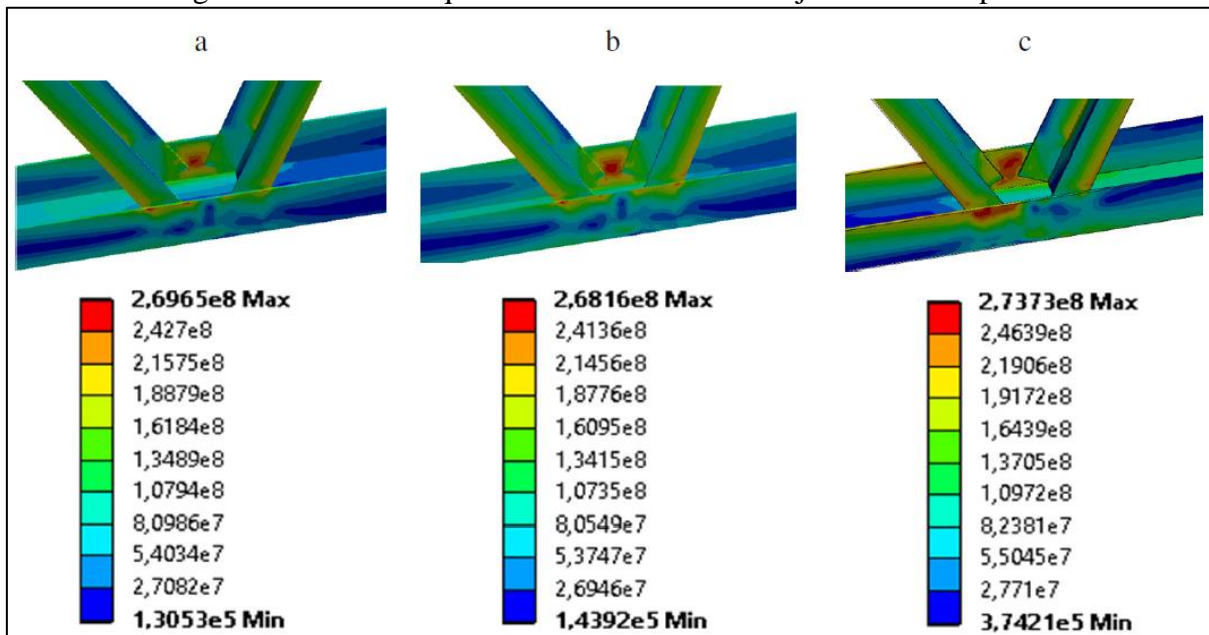 a b c
2,6965e8 Max
2,427e8
2,1575e8
1,8879e8
1,6184e8
1,3489e8
1,0794e8
8,0986e7
5,4034e7
2,7082e7
1,3053e5 Min
2,6816e8 Max
2,4136e8
2,1456e8
1,8776e8
1,6095e8
1,3415e8
1,0735e8
8,0549e7
5,3747e7
2,6946e7
1,4392e5 Min
2,7373e8 Max
2,4639e8
2,1906e8
1,9172e8
1,6439e8
1,3705e8
1,0972e8
8,2381e7
5,5045e7
2,771e7
3,7421e5 Min